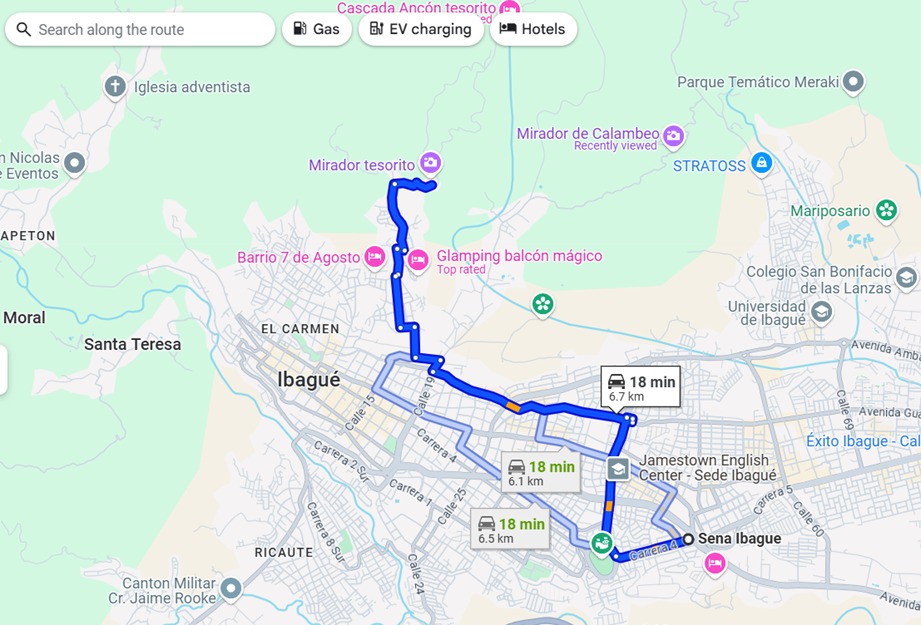 Cascada Ancón tesorito
Search along the route
Gas
EV charging
Hotels
Iglesia adventista
Parque Temático Meraki
Mirador de Calambeo
Recently viewed
n Nicolas
e Eventos
Mirador tesorito
STRATOSS
Mariposario
APETON
Barrio 7 de Agosto
Glamping balcón mágico
Top rated
Colegio San Bonifacio
de las Lanzas
Universidad
de Ibagué
Moral
EL CARMEN
Santa Teresa
Avenida Amba
Ibagué
Calle 19
18 min
6.7 km
Calle 15
Calle 69
Avenida Gua
Carrera 4
Éxito Ibague - Cal
18 min
6.1 km
Jamestown English
Center - Sede Ibagué
Carrera 2 Sur
Calle 25
Carrera 5
18 min
6.5 km
Carrera 8 Sur
Calle 60
Sena Ibague
Carrera 4
RICAUTE
Canton Militar
Cr. Jaime Rooke
Calle 24